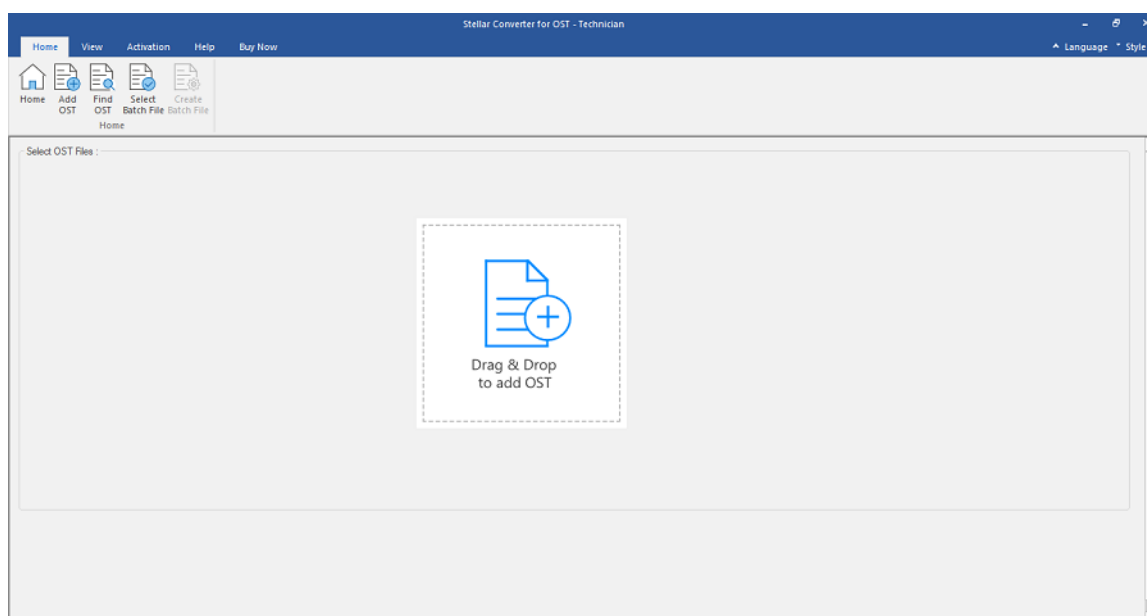 Stellar Converter for OST - Technician
Home View Activation Help Buy Now
Language Style
Home Add OST Find OST Select Batch File Create Batch File
Home
Select OST Files :
Drag & Drop
to add OST